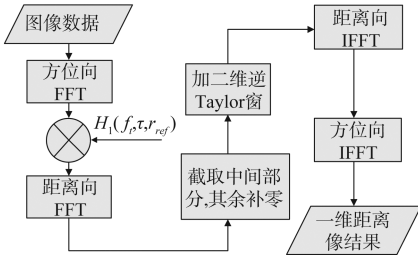 图像数据
方位向
FFT
H₁(fₜ,τ,r_ref)
距离向
FFT
截取中间部
分,其余补零
加二维逆
Taylor窗
距离向
IFFT
方位向
IFFT
一维距离
像结果